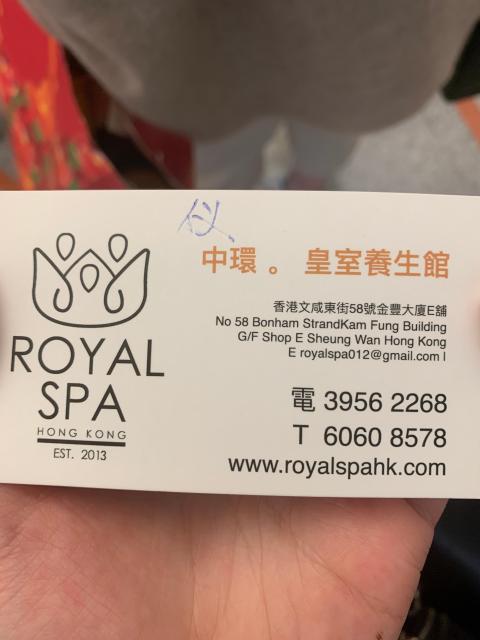 仪
中環 。 皇室養生館
香港文咸東街58號金豐大廈E舖
No 58 Bonham StrandKam Fung Building
G/F Shop E Sheung Wan Hong Kong
E royalspa012@gmail.com l
電 3956 2268
T 6060 8578
www.royalspahk.com
ROYAL
SPA
HONG KONG
EST. 2013